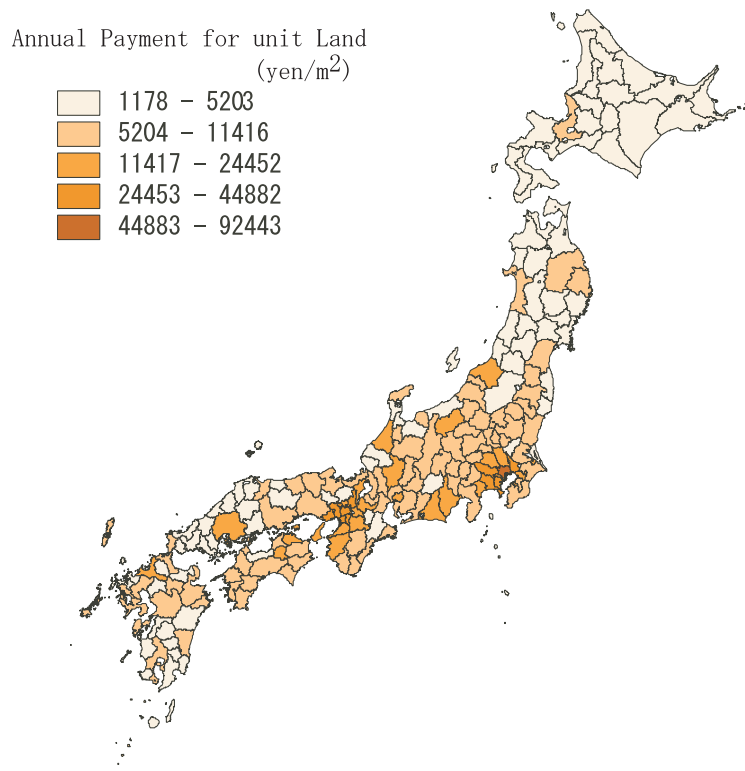 Annual Payment for unit Land
(yen/m²)
1178 - 5203
5204 - 11416
11417 - 24452
24453 - 44882
44883 - 92443